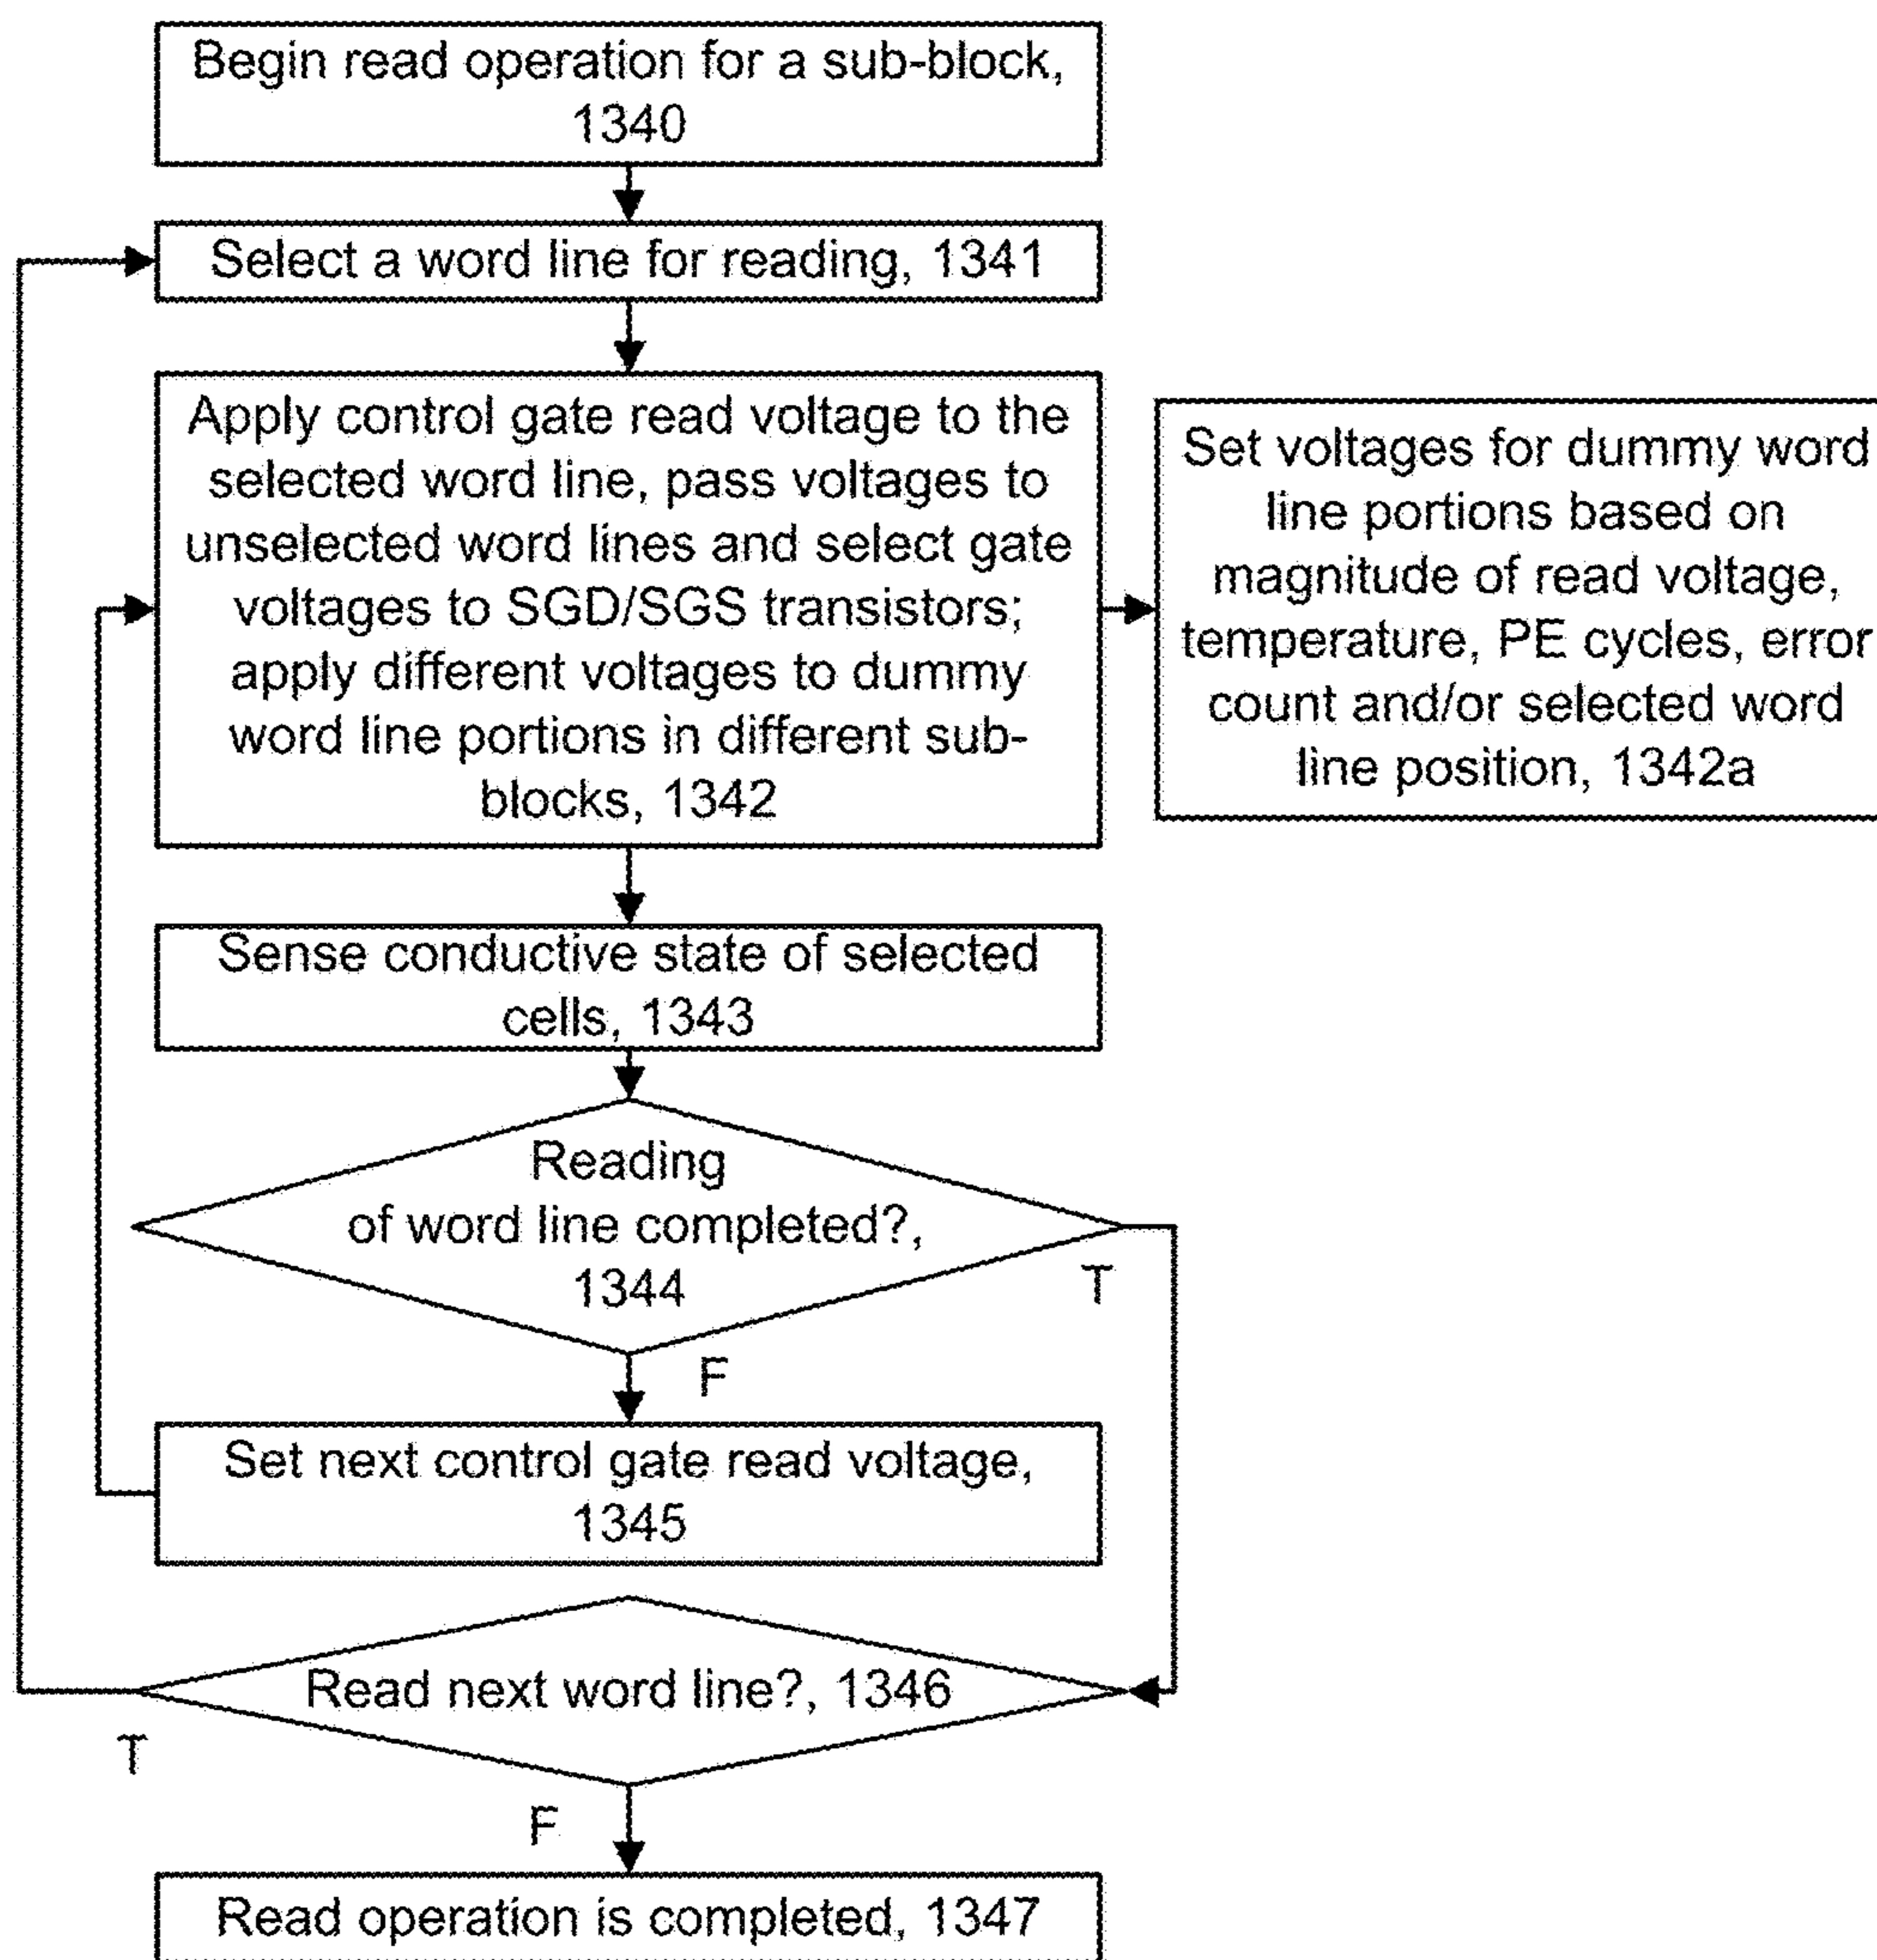 Begin read operation for a sub-block,
1340
Select a word line for reading, 1341
Apply control gate read voltage to the
selected word line, pass voltages to
unselected word lines and select gate
voltages to SGD/SGS transistors;
apply different voltages to dummy
word line portions in different sub-
blocks, 1342
Set voltages for dummy word
line portions based on
magnitude of read voltage,
temperature, PE cycles, error
count and/or selected word
line position, 1342a
Sense conductive state of selected
cells, 1343
Reading
of word line completed?,
1344
T
F
Set next control gate read voltage,
1345
Read next word line?, 1346
T
F
Read operation is completed, 1347